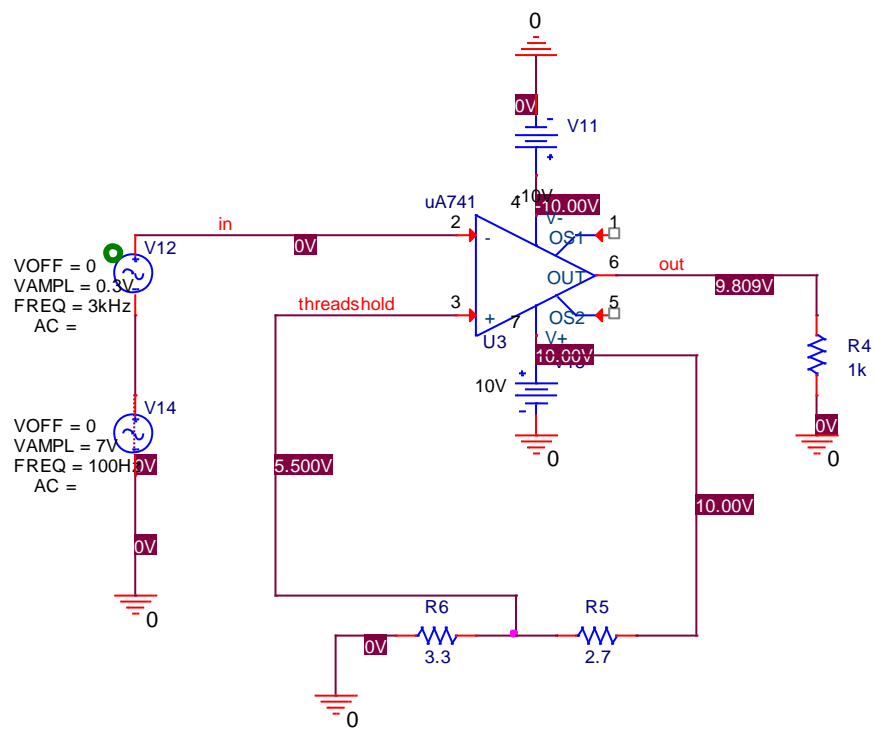 0
0V
V11
-10V
-10.00V
uA741
4
V-
2
-
OS1
1
in
0V
V12
VOFF = 0
VAMPL = 0.3V
FREQ = 3kHz
AC =
OUT
6
out
9.809V
threadshold
3
+
7
OS2
5
U3
V+
10.00V
10V
0
R4
1k
0V
0
V14
VOFF = 0
VAMPL = 7V
FREQ = 100Hz
AC =
0V
0V
0
5.500V
10.00V
R6
3.3
R5
2.7
0V
0